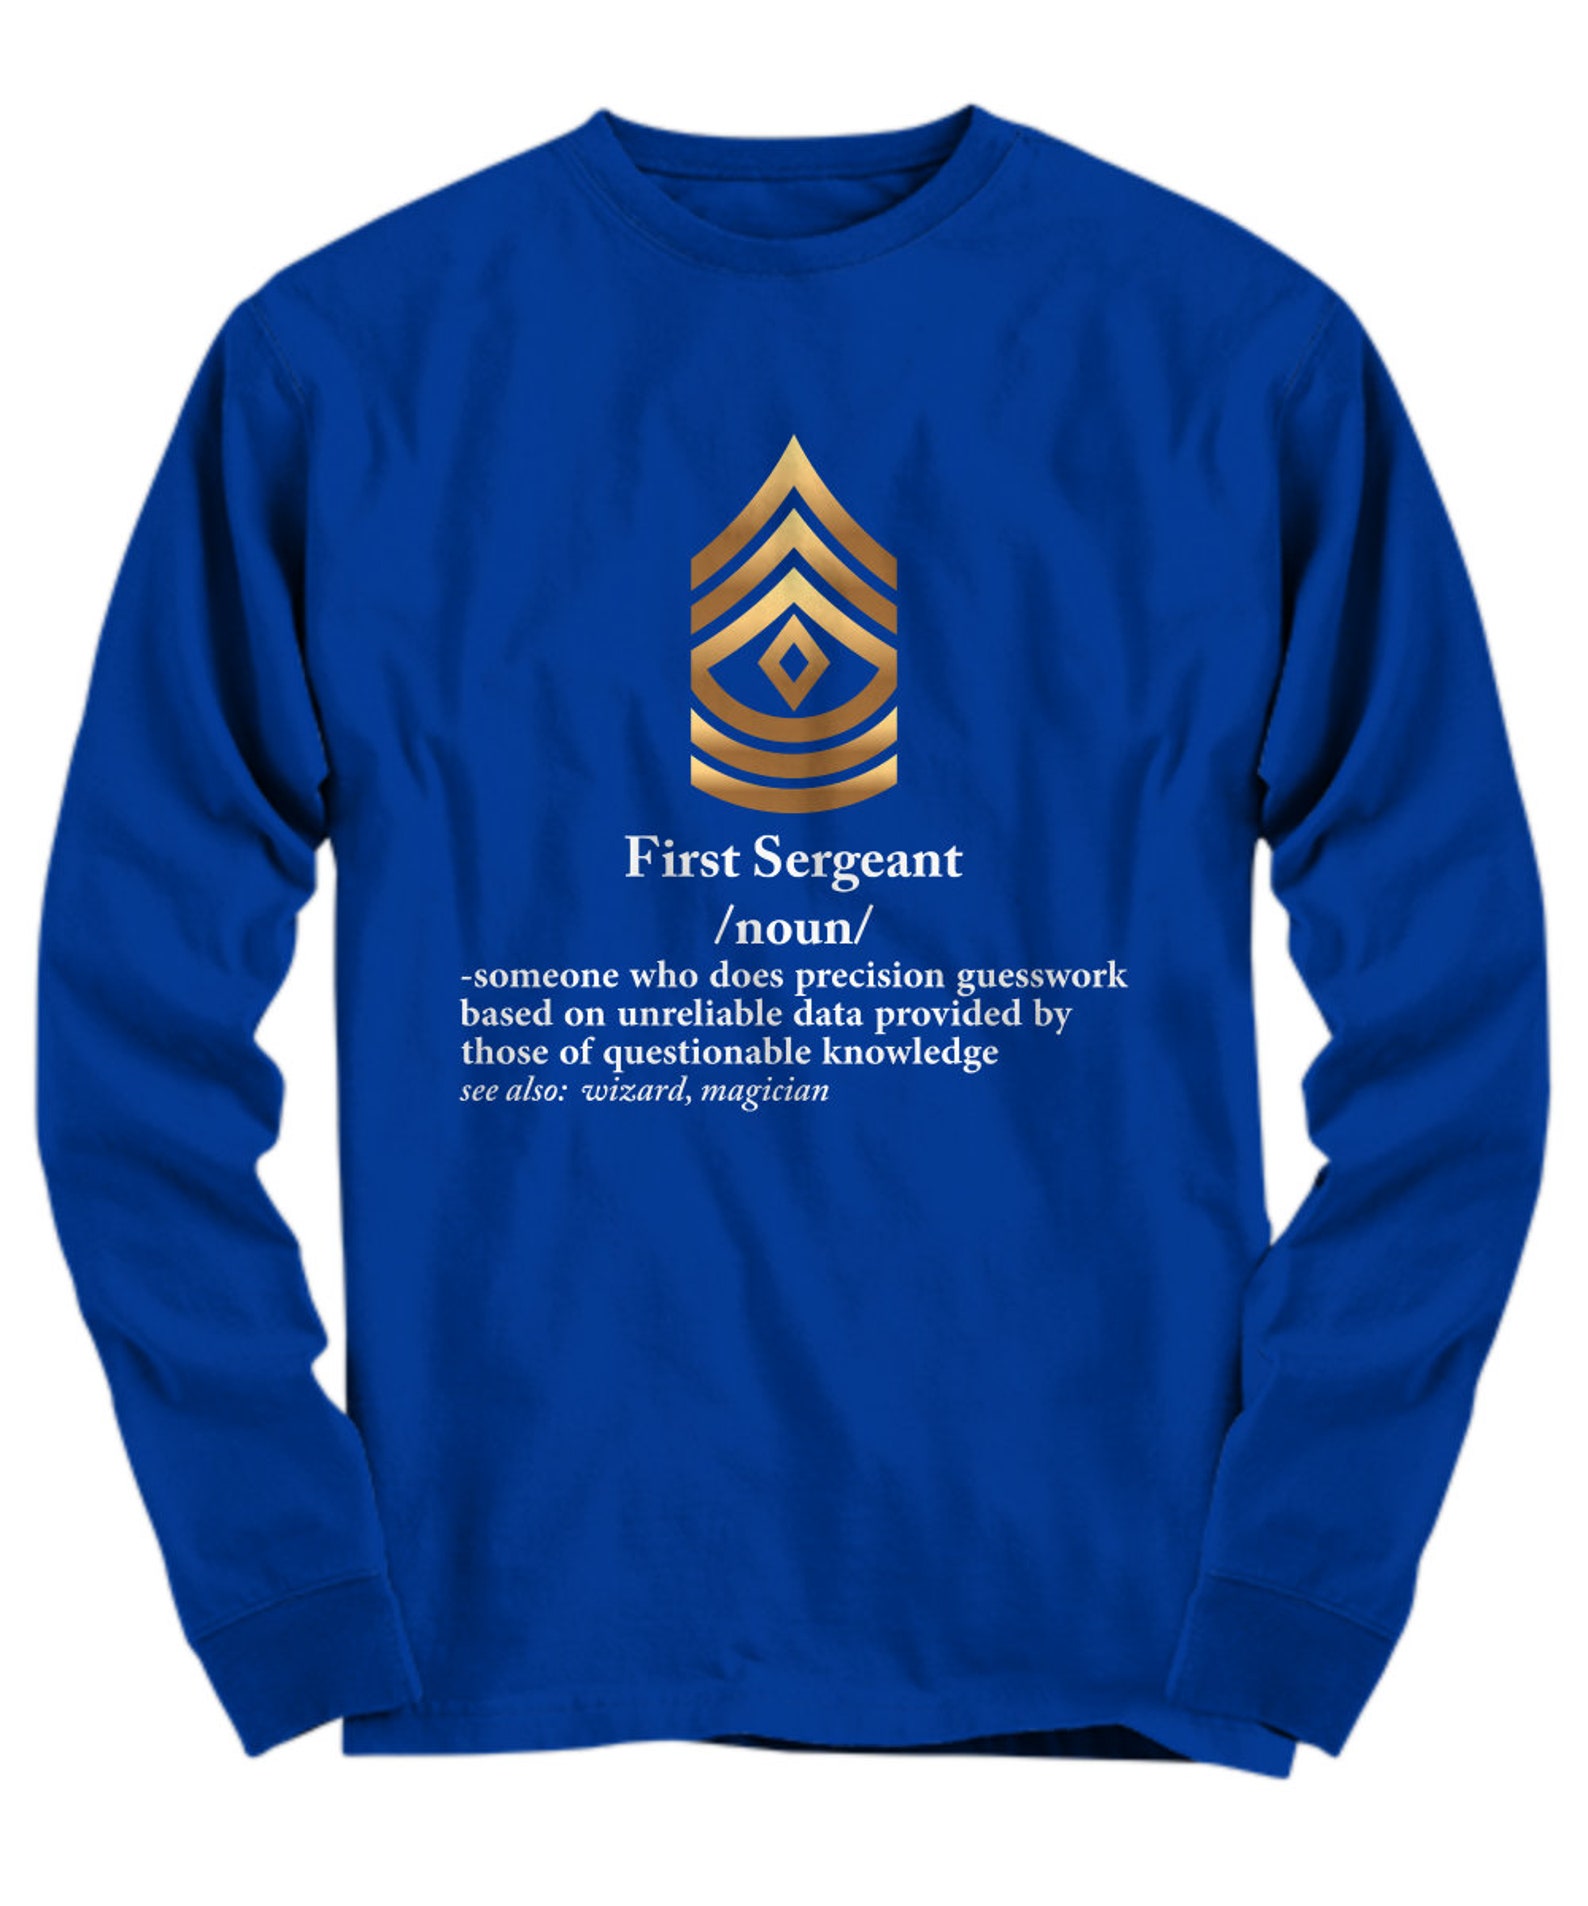 First Sergeant
/noun/
-someone who does precision guesswork
based on unreliable data provided by
those of questionable knowledge
see also: wizard, magician